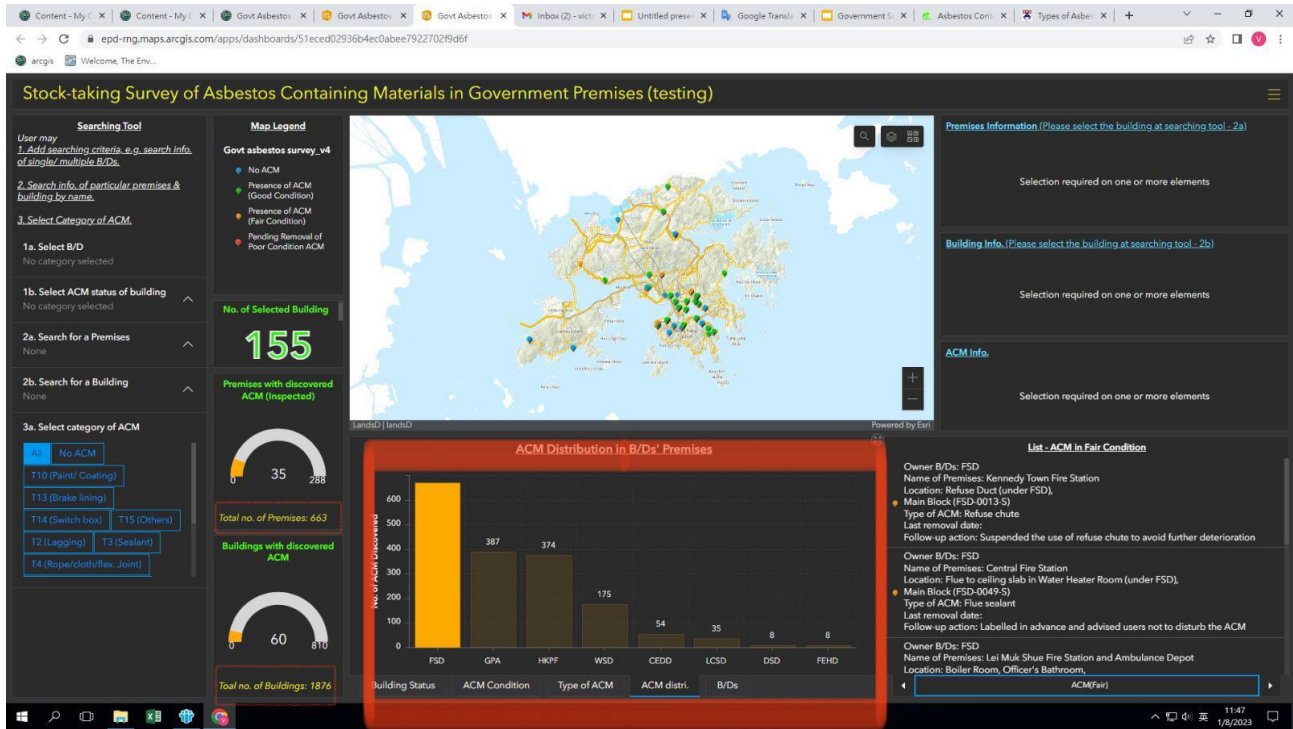 Content - My C
Content - My C
Govt Asbestos
Govt Asbestos
Govt Asbestos
Inbox (2) - vict
Untitled prese
Google Transla
Government S
Asbestos Cont
Types of Asbe
epd-rng.maps.arcgis.com/apps/dashboards/51eced02936b4ec0abee7922702f9d6f
V
arcgis
Welcome, The Env...
Stock-taking Survey of Asbestos Containing Materials in Government Premises (testing)
Searching Tool
User may
1. Add searching criteria, e.g. search info.
of single/ multiple B/Ds.
2. Search info. of particular premises &
building by name.
3. Select Category of ACM.
1a. Select B/D
No category selected
1b. Select ACM status of building
No category selected
2a. Search for a Premises
None
2b. Search for a Building
None
3a. Select category of ACM
All
No ACM
T10 (Paint/ Coating)
T13 (Brake lining)
T14 (Switch box)
T15 (Others)
T2 (Lagging)
T3 (Sealant)
T4 (Rope/cloth/flex. Joint)
Map Legend
Govt asbestos survey_v4
No ACM
Presence of ACM
(Good Condition)
Presence of ACM
(Fair Condition)
Pending Removal of
Poor Condition ACM
No. of Selected Building
155
Premises with discovered
ACM (Inspected)
35
0
288
Total no. of Premises: 663
Buildings with discovered
ACM
60
0
810
Toal no. of Buildings: 1876
LandsD | landsD
Powered by Esri
ACM Distribution in B/Ds' Premises
No. of ACM Discovered
600
500
400
300
200
100
0
387
374
175
54
35
8
8
FSD
GPA
HKPF
WSD
CEDD
LCSD
DSD
FEHD
Building Status
ACM Condition
Type of ACM
ACM distri.
B/Ds
Premises Information (Please select the building at searching tool - 2a)
Selection required on one or more elements
Building Info. (Please select the building at searching tool - 2b)
Selection required on one or more elements
ACM Info.
Selection required on one or more elements
List - ACM in Fair Condition
Owner B/Ds: FSD
Name of Premises: Kennedy Town Fire Station
Location: Refuse Duct (under FSD),
Main Block (FSD-0013-S)
Type of ACM: Refuse chute
Last removal date:
Follow-up action: Suspended the use of refuse chute to avoid further deterioration
Owner B/Ds: FSD
Name of Premises: Central Fire Station
Location: Flue to ceiling slab in Water Heater Room (under FSD),
Main Block (FSD-0049-S)
Type of ACM: Flue sealant
Last removal date:
Follow-up action: Labelled in advance and advised users not to disturb the ACM
Owner B/Ds: FSD
Name of Premises: Lei Muk Shue Fire Station and Ambulance Depot
Location: Boiler Room, Officer's Bathroom,
ACM(Fair)
英
11:47
1/8/2023